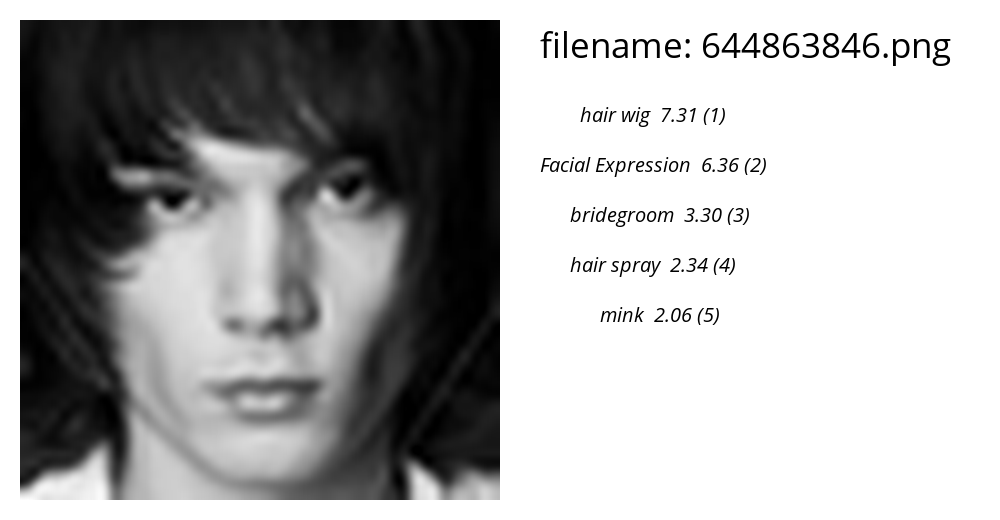 filename: 644863846.png
hair wig 7.31 (1)
Facial Expression 6.36 (2)
bridegroom 3.30 (3)
hair spray 2.34 (4)
mink 2.06 (5)